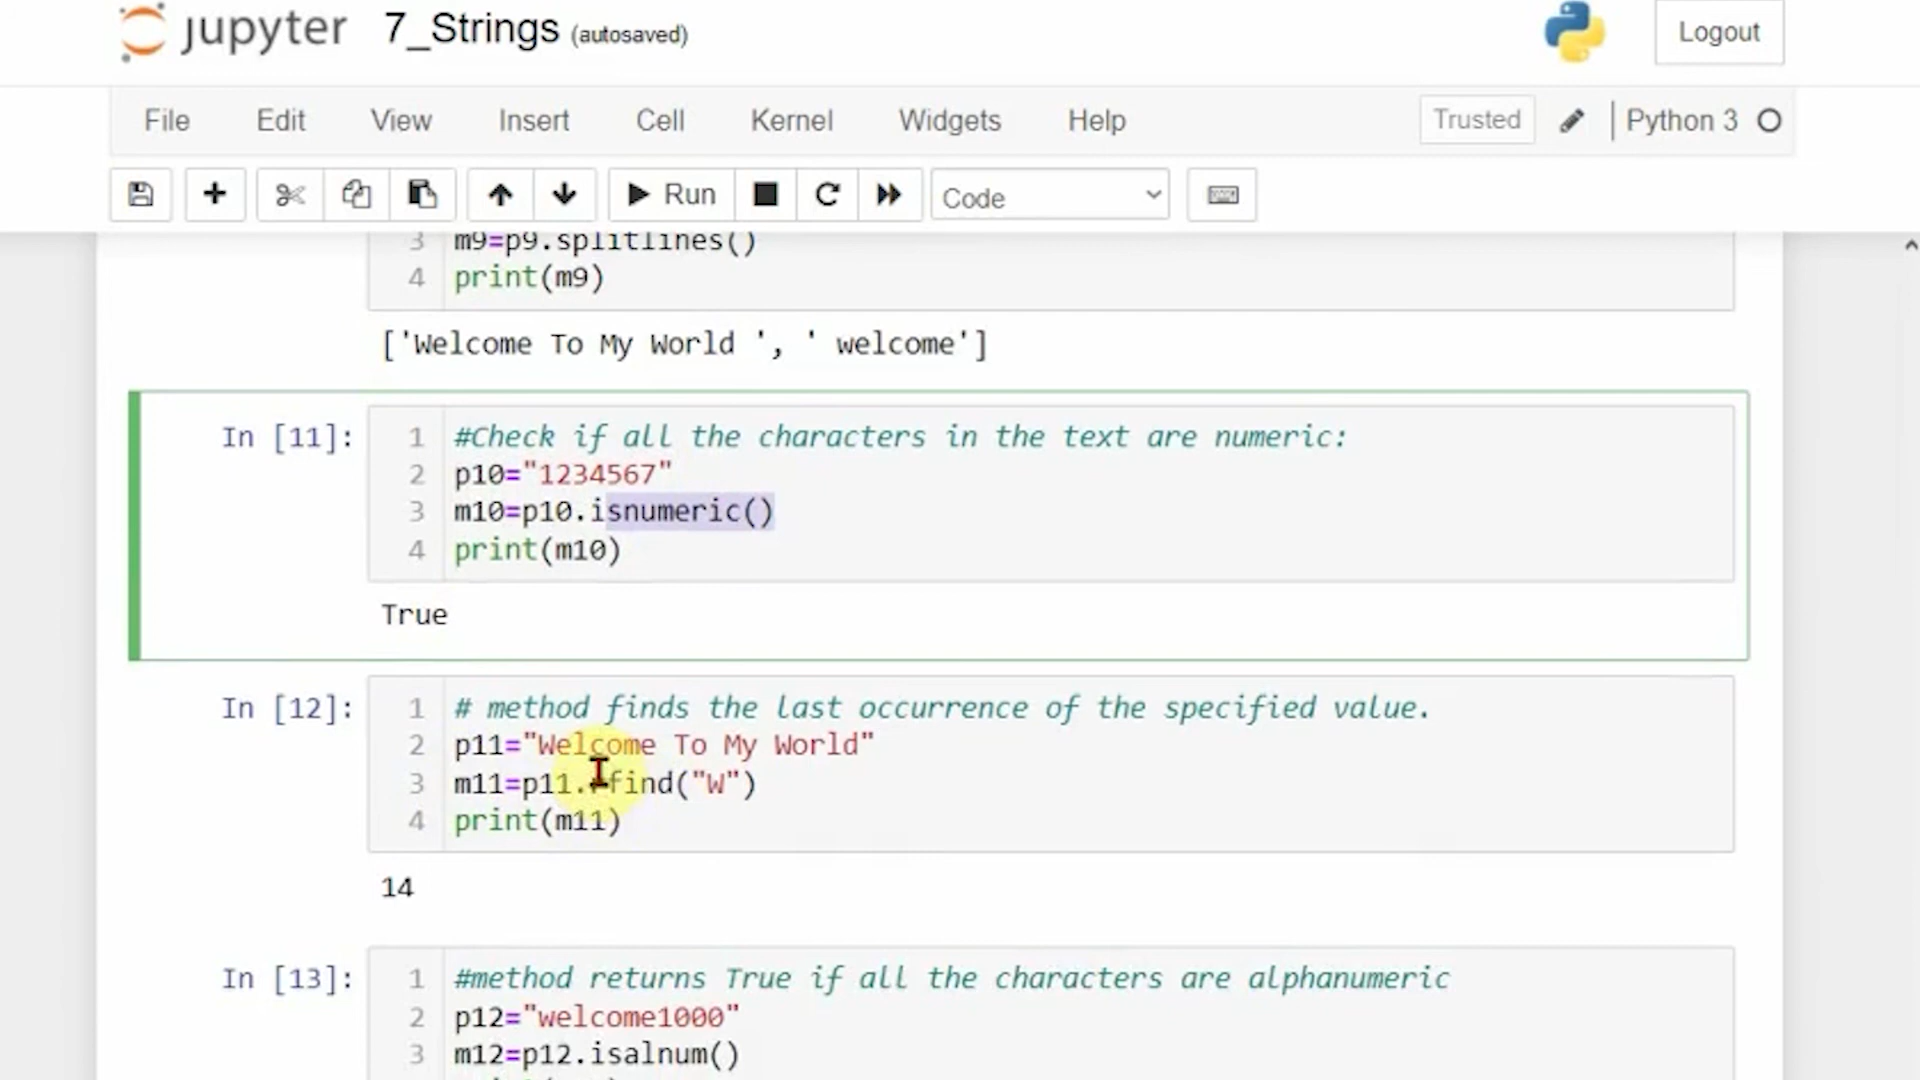 jupyter 7_Strings (autosaved) Logout
File Edit View Insert Cell Kernel Widgets Help Trusted Python 3
Run Code
3 m9=p9.splitlines()
4 print(m9)
['Welcome To My World ', ' welcome']
In [11]:
1 #Check if all the characters in the text are numeric:
2 p10="1234567"
3 m10=p10.isnumeric()
4 print(m10)
True
In [12]:
1 # method finds the last occurrence of the specified value.
2 p11="Welcome To My World"
3 m11=p11.rfind("W")
4 print(m11)
14
In [13]:
1 #method returns True if all the characters are alphanumeric
2 p12="welcome1000"
3 m12=p12.isalnum()